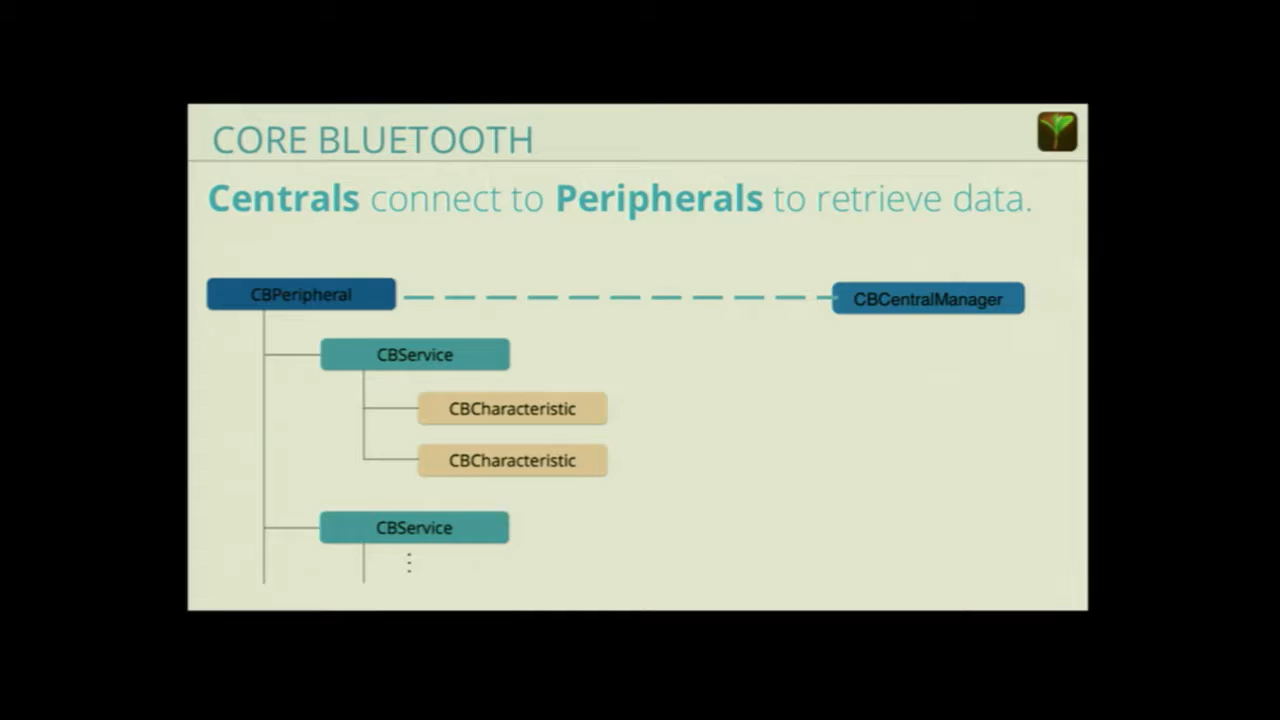 CORE BLUETOOTH
Centrals connect to Peripherals to retrieve data.
CBPeripheral
CBCentralManager
CBService
CBCharacteristic
CBCharacteristic
CBService